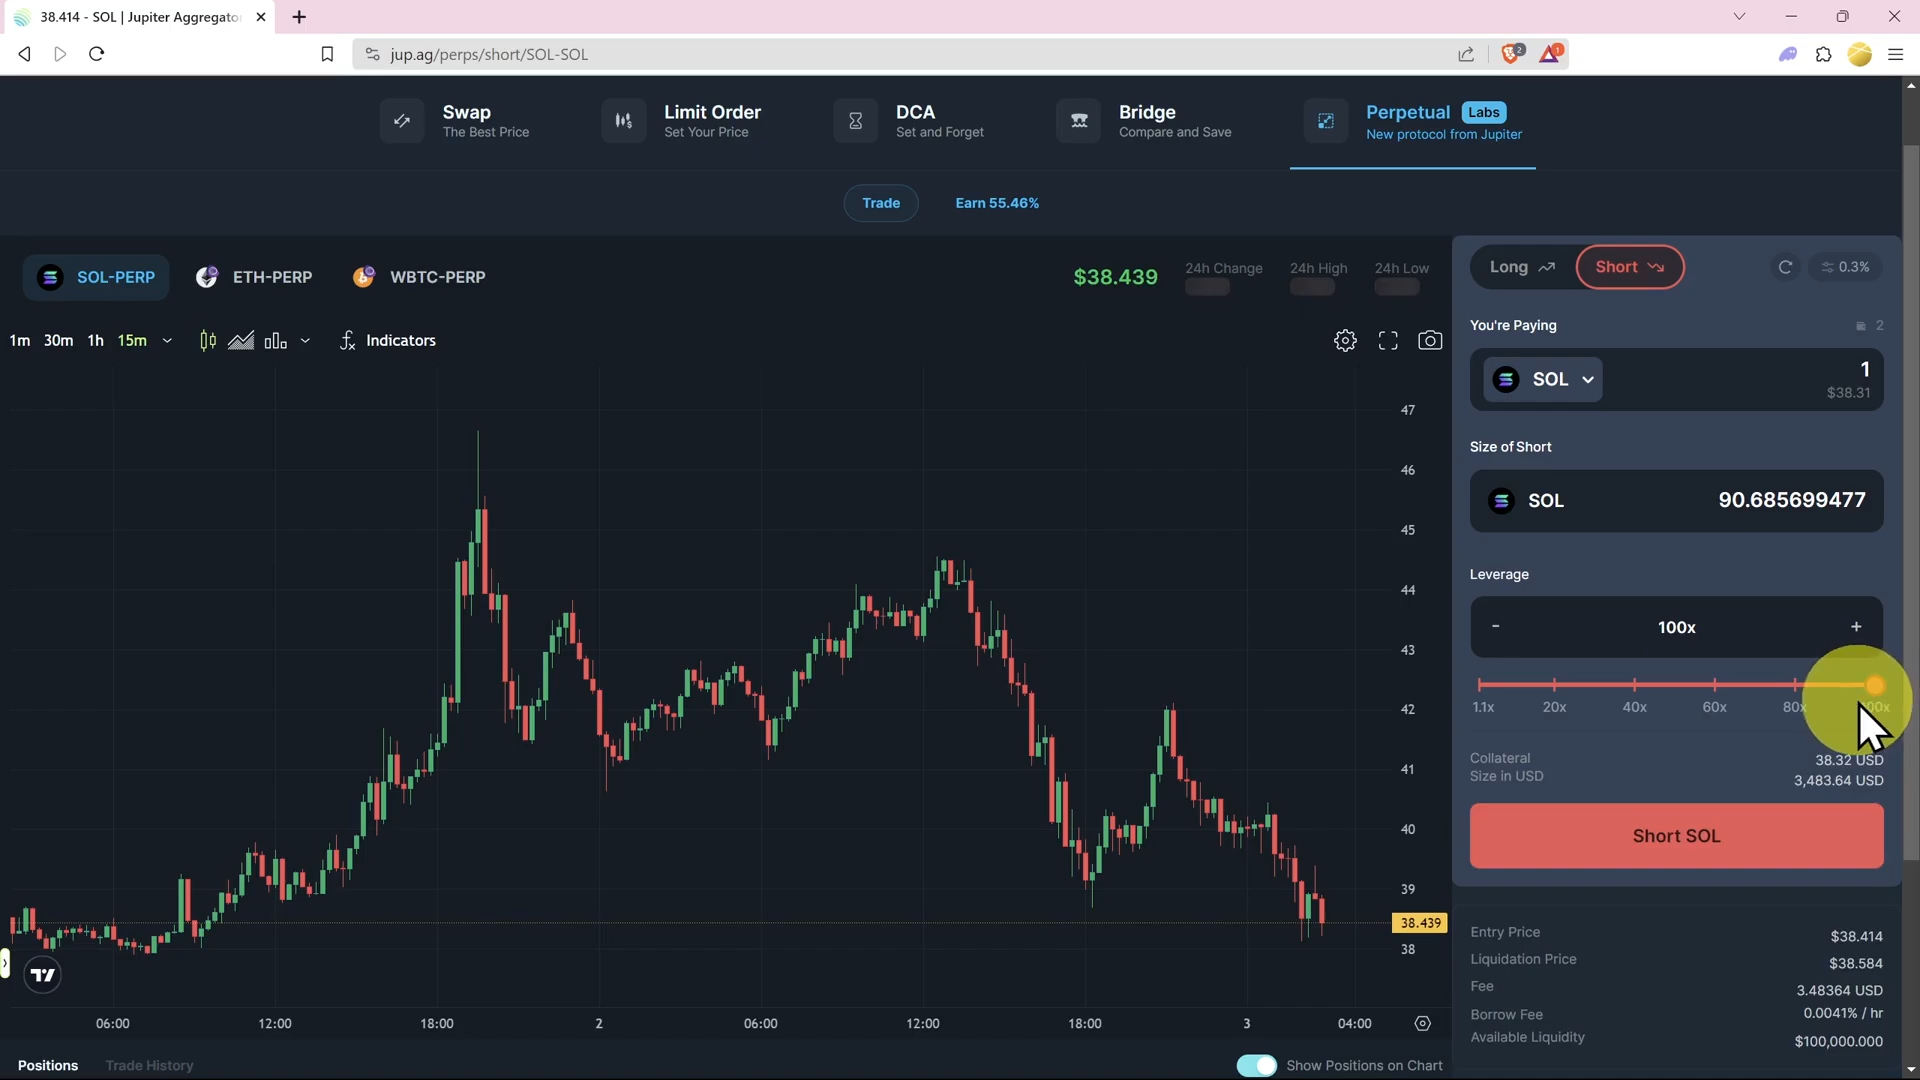 38.414 - SOL | Jupiter Aggregator
jup.ag/perps/short/SOL-SOL
2
1
Swap
The Best Price
Limit Order
Set Your Price
DCA
Set and Forget
Bridge
Compare and Save
Perpetual Labs
New protocol from Jupiter
Trade
Earn 55.46%
SOL-PERP
ETH-PERP
WBTC-PERP
$38.439
24h Change
24h High
24h Low
1m 30m 1h 15m
Indicators
47
46
45
44
43
42
41
40
39
38.439
38
06:00 12:00 18:00 2 06:00 12:00 18:00 3 04:00
Positions
Trade History
Show Positions on Chart
Long
Short
0.3%
You're Paying
2
SOL
1
$38.31
Size of Short
SOL
90.685699477
Leverage
-
100x
+
1.1x 20x 40x 60x 80x
Collateral 38.32 USD
Size in USD 3,483.64 USD
Short SOL
Entry Price $38.414
Liquidation Price $38.584
Fee 3.48364 USD
Borrow Fee 0.0041% / hr
Available Liquidity $100,000.000